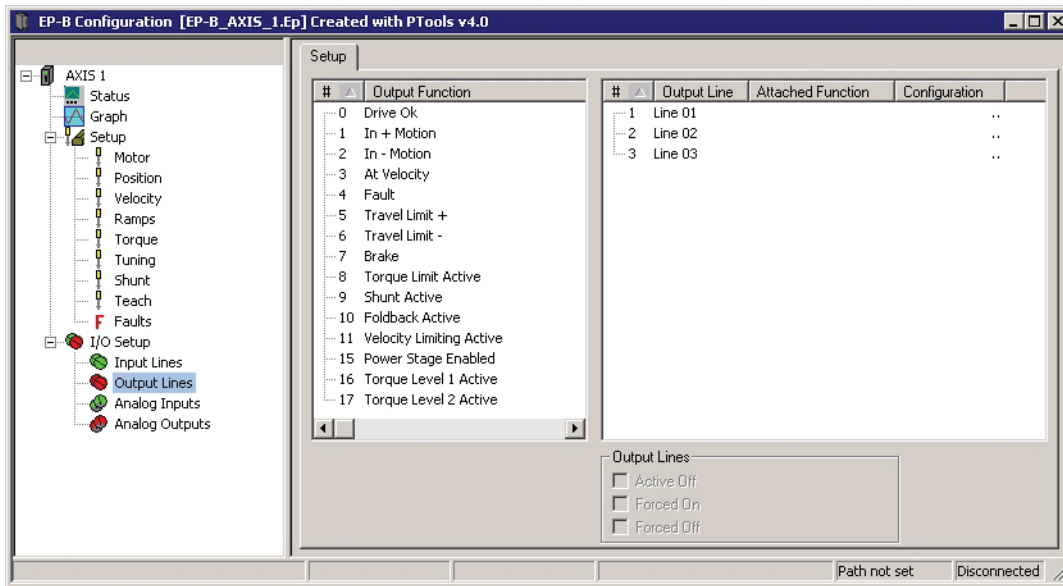 EP-B Configuration [EP-B_AXIS_1.Ep] Created with PTools v4.0
AXIS 1
Status
Graph
Setup
Motor
Position
Velocity
Ramps
Torque
Tuning
Shunt
Teach
F Faults
I/O Setup
Input Lines
Output Lines
Analog Inputs
Analog Outputs
Setup
# Output Function
0 Drive Ok
1 In + Motion
2 In - Motion
3 At Velocity
4 Fault
5 Travel Limit +
6 Travel Limit -
7 Brake
8 Torque Limit Active
9 Shunt Active
10 Foldback Active
11 Velocity Limiting Active
15 Power Stage Enabled
16 Torque Level 1 Active
17 Torque Level 2 Active
# Output Line Attached Function Configuration
1 Line 01 ..
2 Line 02 ..
3 Line 03 ..
Output Lines
Active Off
Forced On
Forced Off
Path not set Disconnected